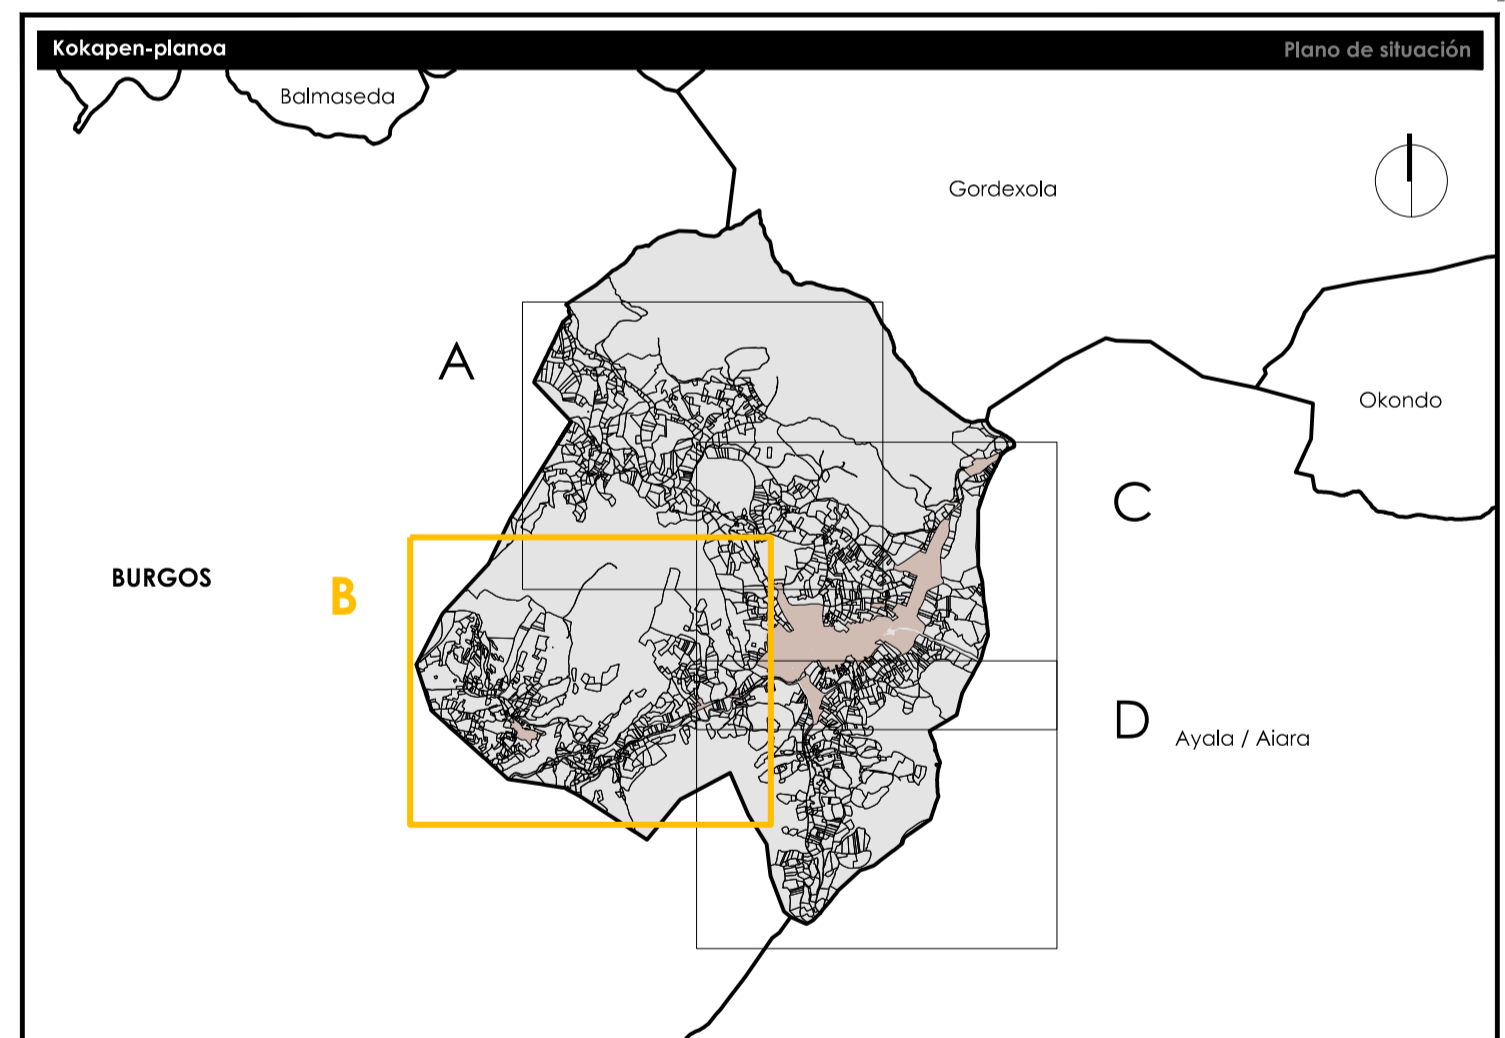 Kokapen-planoa
Plano de situación
Balmaseda
Gordexola
A
Okondo
C
BURGOS
B
D
Ayala / Aiara